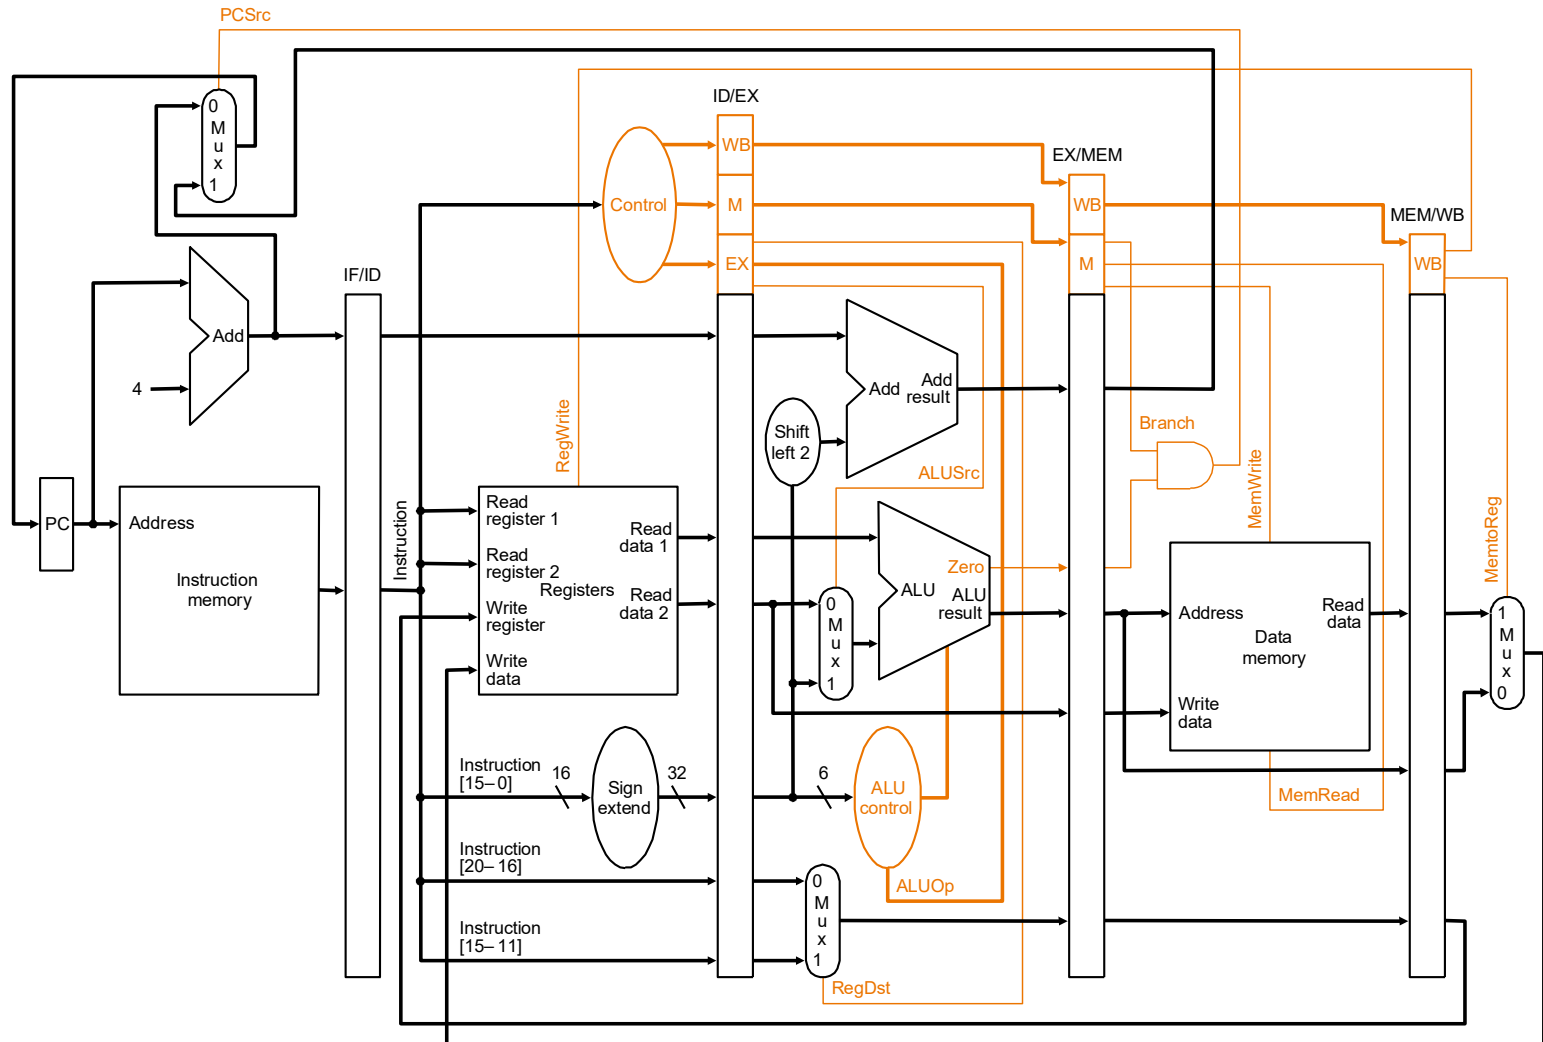 PCSrc
ID/EX
0
M
u
x
1
WB
EX/MEM
Control
M
WB
MEM/WB
EX
M
WB
IF/ID
Add
4
Add
Add
result
Shift
left 2
Branch
RegWrite
ALUSrc
MemWrite
MemtoReg
PC
Address
Instruction
memory
Instruction
Read
register 1
Read
register 2
Write
register
Write
data
Registers
Read
data 1
Read
data 2
0
M
u
x
1
ALU
Zero
ALU
result
Address
Write
data
Data
memory
Read
data
1
M
u
x
0
Instruction
[15–0]
16
Sign
extend
32
6
ALU
control
MemRead
Instruction
[20–16]
Instruction
[15–11]
0
M
u
x
1
ALUOp
RegDst